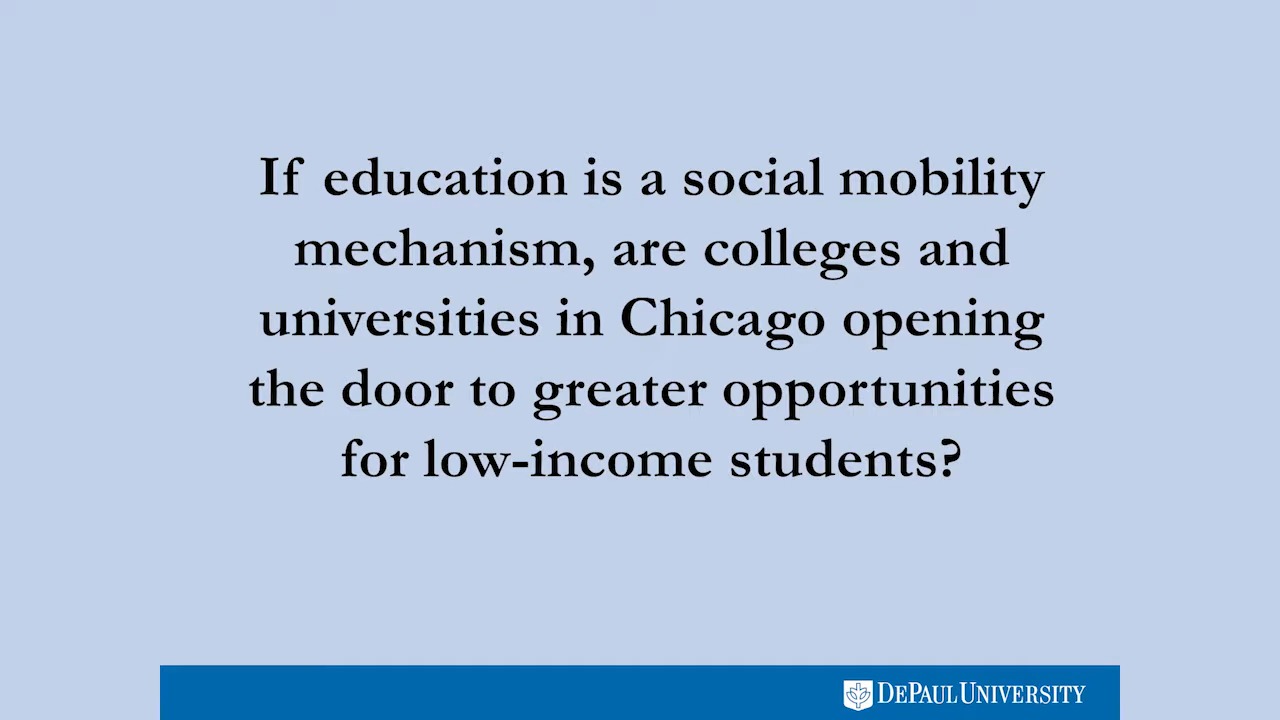 If education is a social mobility
mechanism, are colleges and
universities in Chicago opening
the door to greater opportunities
for low-income students?
DEPAUL UNIVERSITY